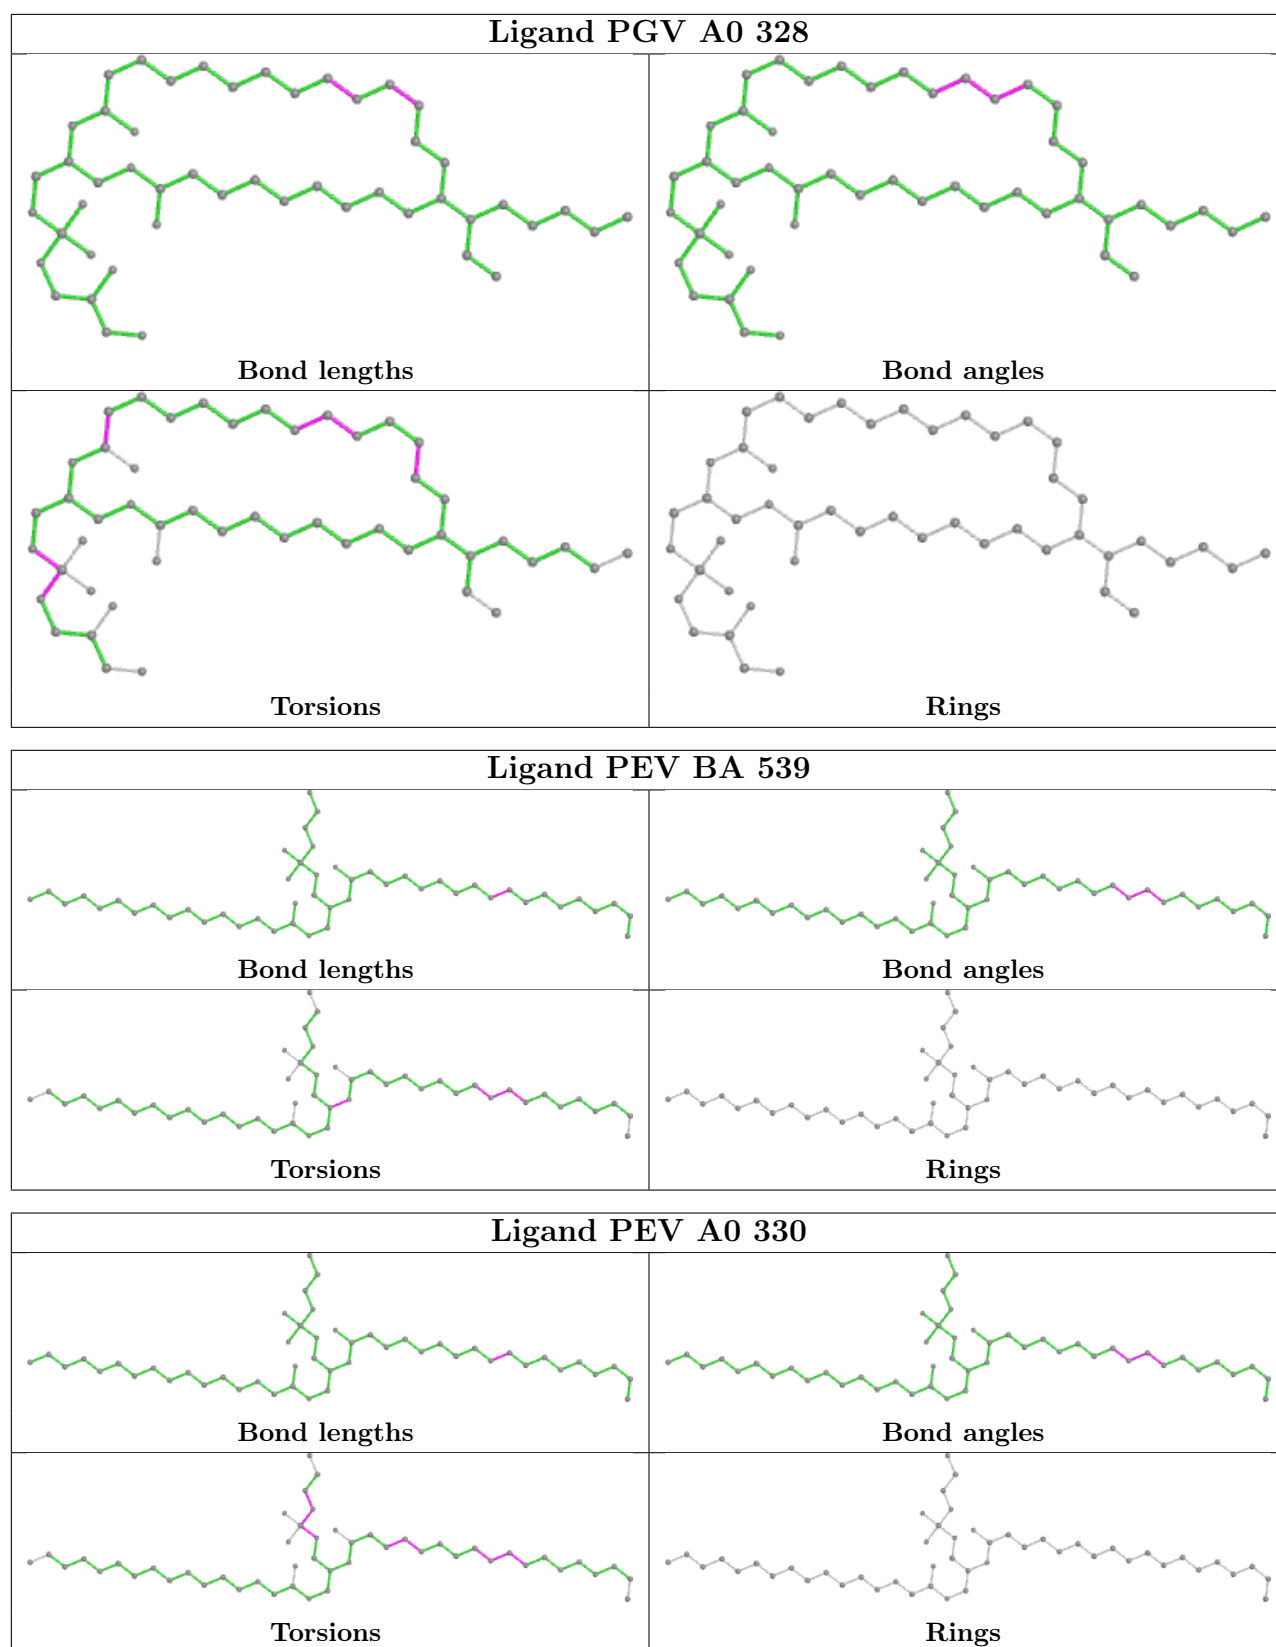 Ligand PGV A0 328
Bond lengths
Bond angles
Torsions
Rings
Ligand PEV BA 539
Bond lengths
Bond angles
Torsions
Rings
Ligand PEV A0 330
Bond lengths
Bond angles
Torsions
Rings